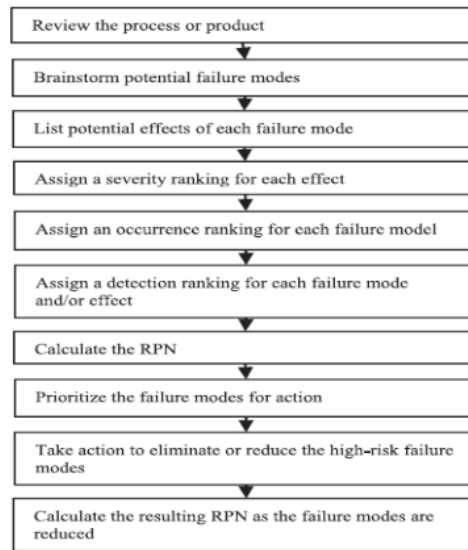 Review the process or product
Brainstorm potential failure modes
List potential effects of each failure mode
Assign a severity ranking for each effect
Assign an occurrence ranking for each failure model
Assign a detection ranking for each failure mode
and/or effect
Calculate the RPN
Prioritize the failure modes for action
Take action to eliminate or reduce the high-risk failure
modes
Calculate the resulting RPN as the failure modes are
reduced